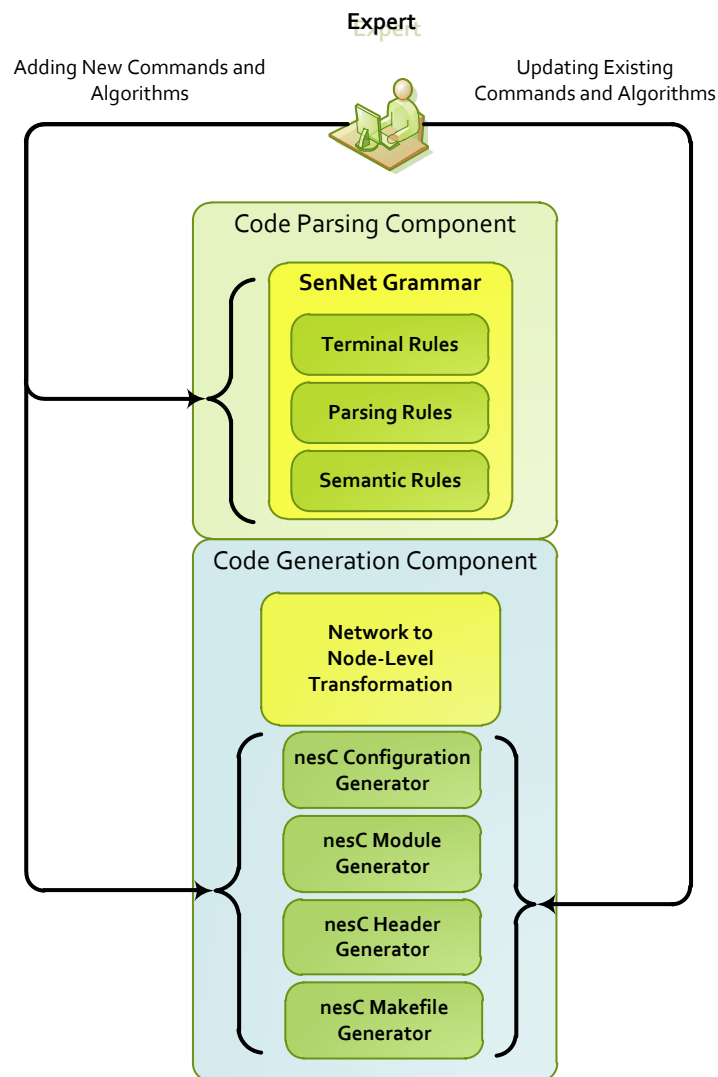 Expert
Adding New Commands and
Algorithms
Updating Existing
Commands and Algorithms
Code Parsing Component
SenNet Grammar
Terminal Rules
Parsing Rules
Semantic Rules
Code Generation Component
Network to
Node-Level
Transformation
nesC Configuration
Generator
nesC Module
Generator
nesC Header
Generator
nesC Makefile
Generator